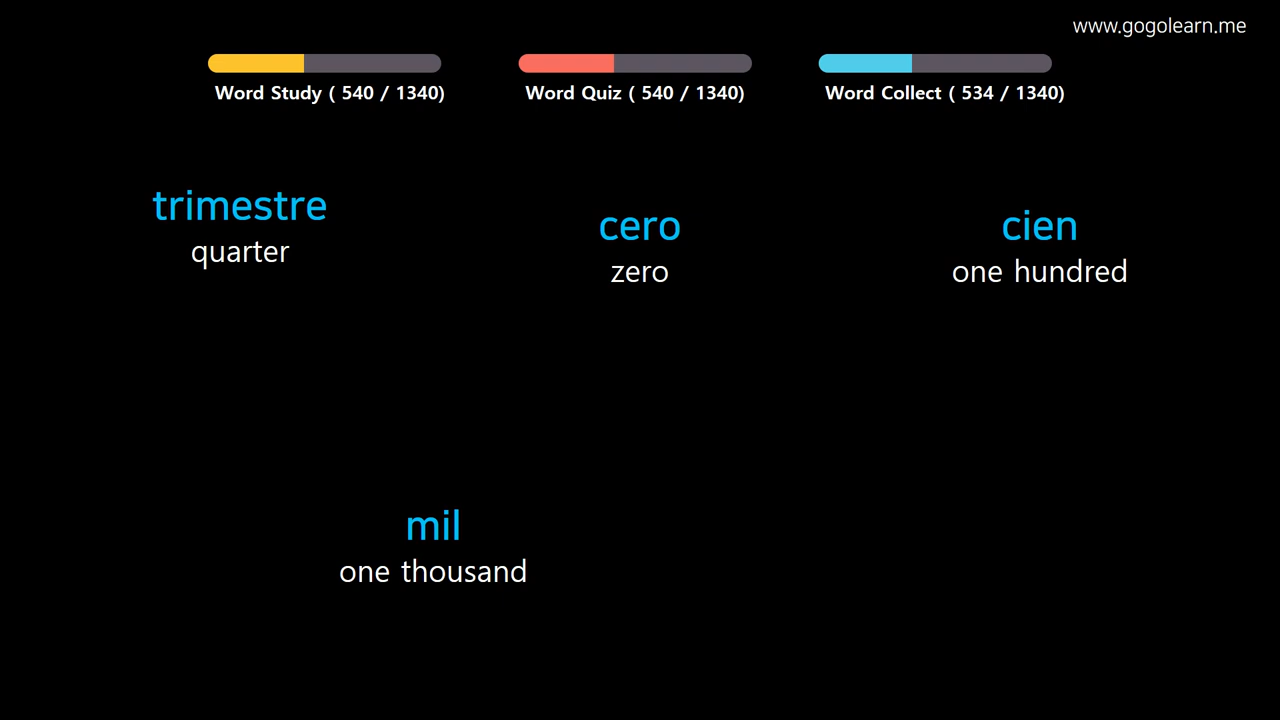 www.gogolearn.me
Word Study ( 540 / 1340)
Word Quiz ( 540 / 1340)
Word Collect ( 534 / 1340)
trimestre
quarter
cero
zero
cien
one hundred
mil
one thousand